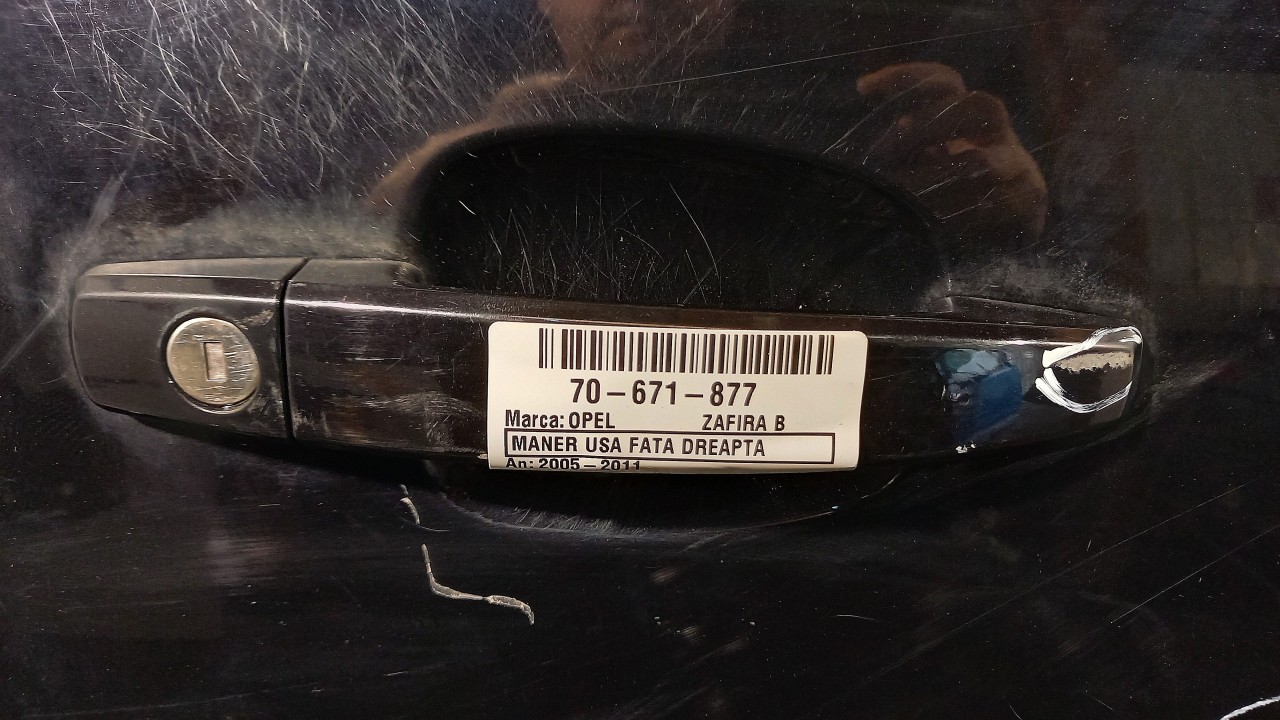 70-671-877
Marca: OPEL ZAFIRA B
MANER USA FATA DREAPTA
An: 2005-2011